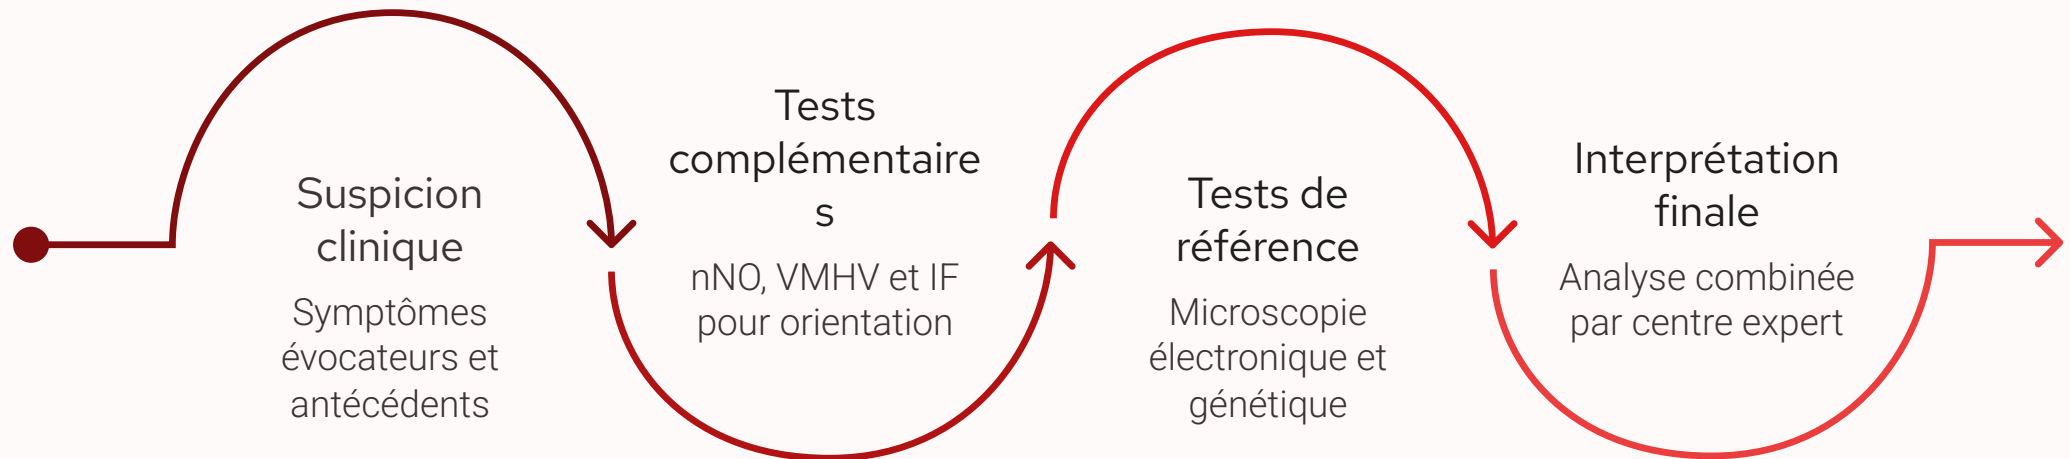 Suspicion
clinique
Symptômes
évocateurs et
antécédents
Tests
complémentaire
s
nNO, VMHV et IF
pour orientation
Tests de
référence
Microscopie
électronique et
génétique
Interprétation
finale
Analyse combinée
par centre expert